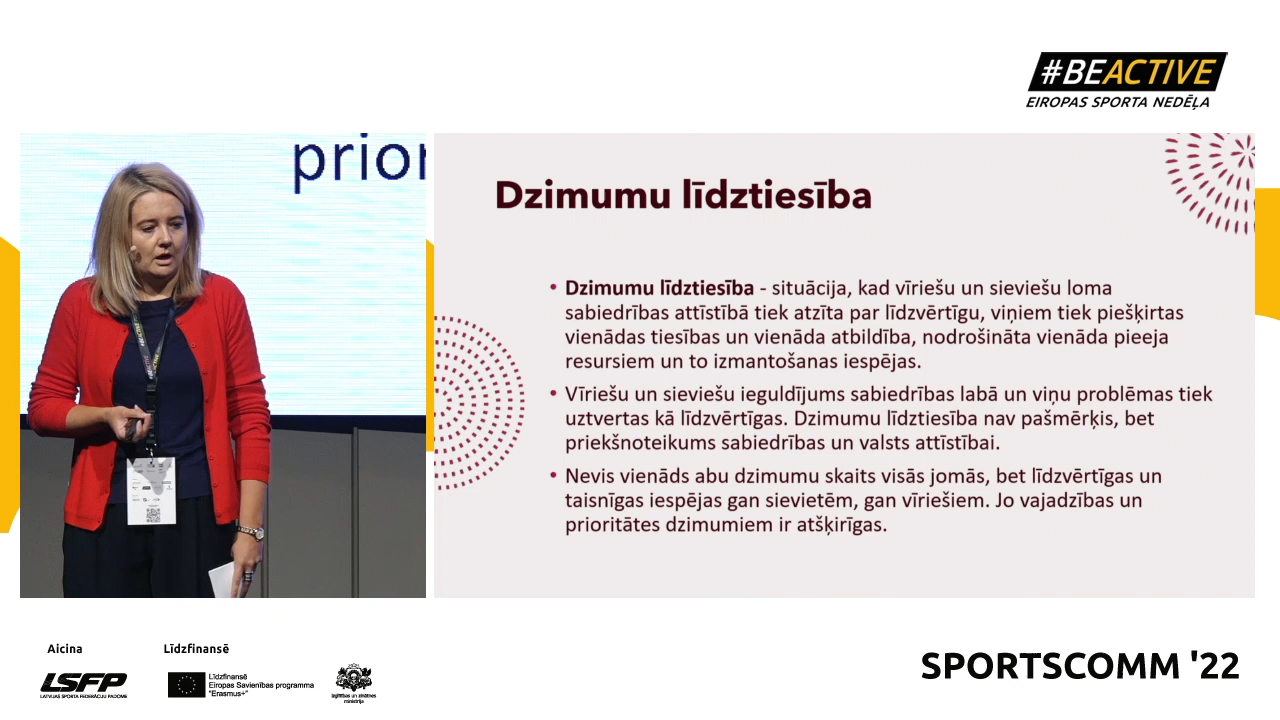 #BEACTIVE
EIROPAS SPORTA NEDĒĻA
prior
Dzimumu līdztiesība
• Dzimumu līdztiesība - situācija, kad vīriešu un sieviešu loma
sabiedrības attīstībā tiek atzīta par līdzvērtīgu, viņiem tiek piešķirtas
vienādas tiesības un vienāda atbildība, nodrošināta vienāda pieeja
resursiem un to izmantošanas iespējas.
• Vīriešu un sieviešu ieguldījums sabiedrības labā un viņu problēmas tiek
uztvertas kā līdzvērtīgas. Dzimumu līdztiesība nav pašmērķis, bet
priekšnoteikums sabiedrības un valsts attīstībai.
• Nevis vienāds abu dzimumu skaits visās jomās, bet līdzvērtīgas un
taisnīgas iespējas gan sievietēm, gan vīriešiem. Jo vajadzības un
prioritātes dzimumiem ir atšķirīgas.
Aicina
Līdzfinansē
LSFP
LATVIJAS SPORTA FEDERĀCIJU PADOME
Līdzfinansē
Eiropas Savienības programma
"Erasmus+"
Izglītības un zinātnes
ministrija
SPORTSCOMM '22